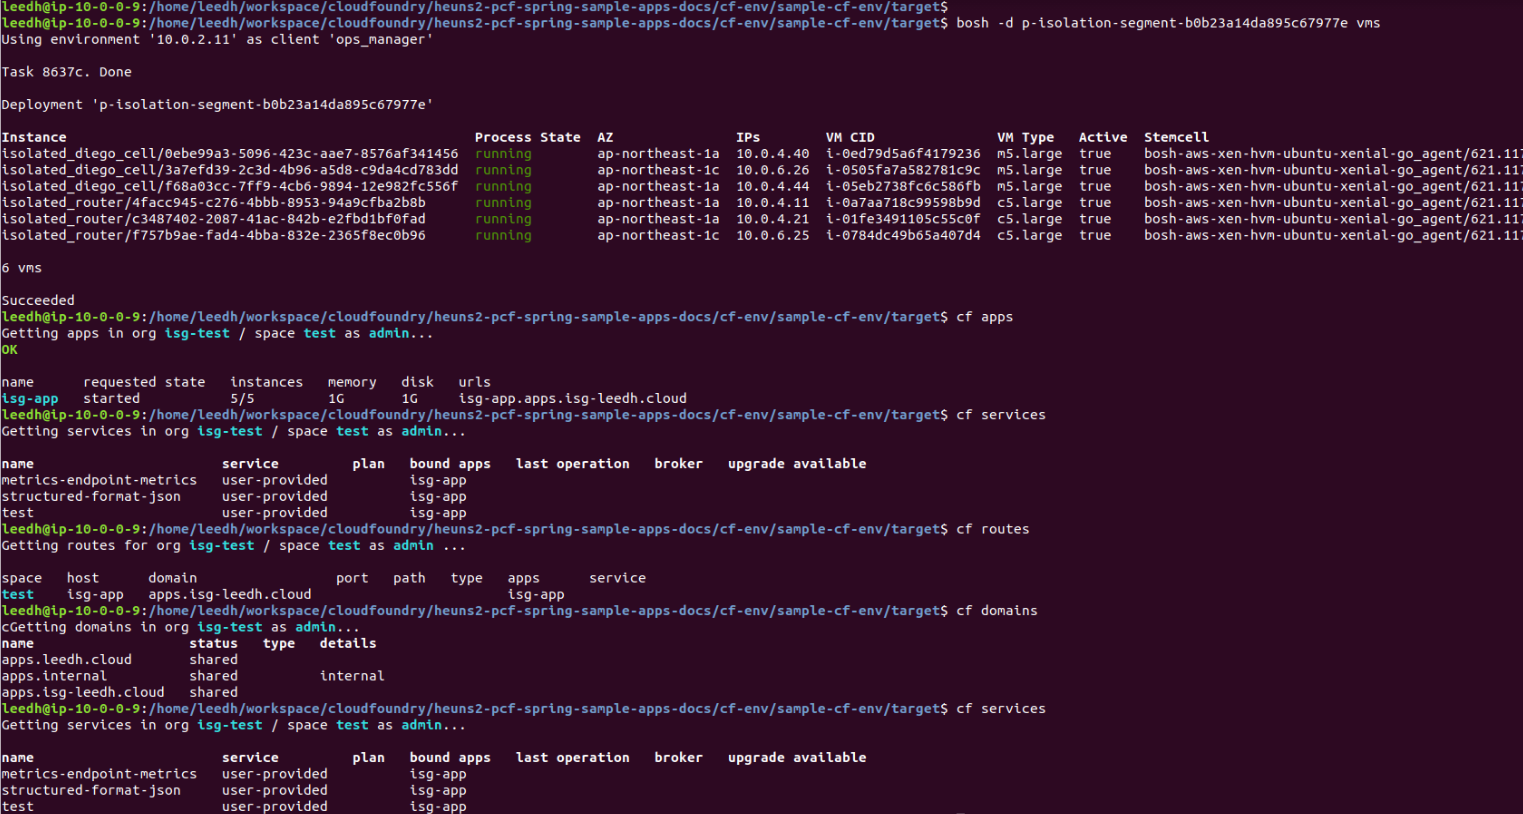 leedh@ip-10-0-0-9:/home/leedh/workspace/cloudfoundry/heuns2-pcf-spring-sample-apps-docs/cf-env/sample-cf-env/target$
leedh@ip-10-0-0-9:/home/leedh/workspace/cloudfoundry/heuns2-pcf-spring-sample-apps-docs/cf-env/sample-cf-env/target$ bosh -d p-isolation-segment-b0b23a14da895c67977e vms
Using environment '10.0.2.11' as client 'ops_manager'
Task 8637c. Done
Deployment 'p-isolation-segment-b0b23a14da895c67977e'
Instance Process State AZ IPs VM CID VM Type Active Stemcell
isolated_diego_cell/0ebe99a3-5096-423c-aae7-8576af341456 running ap-northeast-1a 10.0.4.40 i-0ed79d5a6f4179236 m5.large true bosh-aws-xen-hvm-ubuntu-xenial-go_agent/621.117
isolated_diego_cell/3a7efd39-2c3d-4b96-a5d8-c9da4cd783dd running ap-northeast-1c 10.0.6.26 i-0505fa7a582781c9c m5.large true bosh-aws-xen-hvm-ubuntu-xenial-go_agent/621.117
isolated_diego_cell/f68a03cc-7ff9-4cb6-9894-12e982fc556f running ap-northeast-1a 10.0.4.44 i-05eb2738fc6c586fb m5.large true bosh-aws-xen-hvm-ubuntu-xenial-go_agent/621.117
isolated_router/4facc945-c276-4bbb-8953-94a9cfba2b8b running ap-northeast-1a 10.0.4.11 i-0a7aa718c99598b9d c5.large true bosh-aws-xen-hvm-ubuntu-xenial-go_agent/621.117
isolated_router/c3487402-2087-41ac-842b-e2fbd1bf0fad running ap-northeast-1a 10.0.4.21 i-01fe3491105c55c0f c5.large true bosh-aws-xen-hvm-ubuntu-xenial-go_agent/621.117
isolated_router/f757b9ae-fad4-4bba-832e-2365f8ec0b96 running ap-northeast-1c 10.0.6.25 i-0784dc49b65a407d4 c5.large true bosh-aws-xen-hvm-ubuntu-xenial-go_agent/621.117
6 vms
Succeeded
leedh@ip-10-0-0-9:/home/leedh/workspace/cloudfoundry/heuns2-pcf-spring-sample-apps-docs/cf-env/sample-cf-env/target$ cf apps
Getting apps in org isg-test / space test as admin...
OK
name requested state instances memory disk urls
isg-app started 5/5 1G 1G isg-app.apps.isg-leedh.cloud
leedh@ip-10-0-0-9:/home/leedh/workspace/cloudfoundry/heuns2-pcf-spring-sample-apps-docs/cf-env/sample-cf-env/target$ cf services
Getting services in org isg-test / space test as admin...
name service plan bound apps last operation broker upgrade available
metrics-endpoint-metrics user-provided isg-app
structured-format-json user-provided isg-app
test user-provided isg-app
leedh@ip-10-0-0-9:/home/leedh/workspace/cloudfoundry/heuns2-pcf-spring-sample-apps-docs/cf-env/sample-cf-env/target$ cf routes
Getting routes for org isg-test / space test as admin ...
space host domain port path type apps service
test isg-app apps.isg-leedh.cloud isg-app
leedh@ip-10-0-0-9:/home/leedh/workspace/cloudfoundry/heuns2-pcf-spring-sample-apps-docs/cf-env/sample-cf-env/target$ cf domains
cGetting domains in org isg-test as admin...
name status type details
apps.leedh.cloud shared
apps.internal shared internal
apps.isg-leedh.cloud shared
leedh@ip-10-0-0-9:/home/leedh/workspace/cloudfoundry/heuns2-pcf-spring-sample-apps-docs/cf-env/sample-cf-env/target$ cf services
Getting services in org isg-test / space test as admin...
name service plan bound apps last operation broker upgrade available
metrics-endpoint-metrics user-provided isg-app
structured-format-json user-provided isg-app
test user-provided isg-app